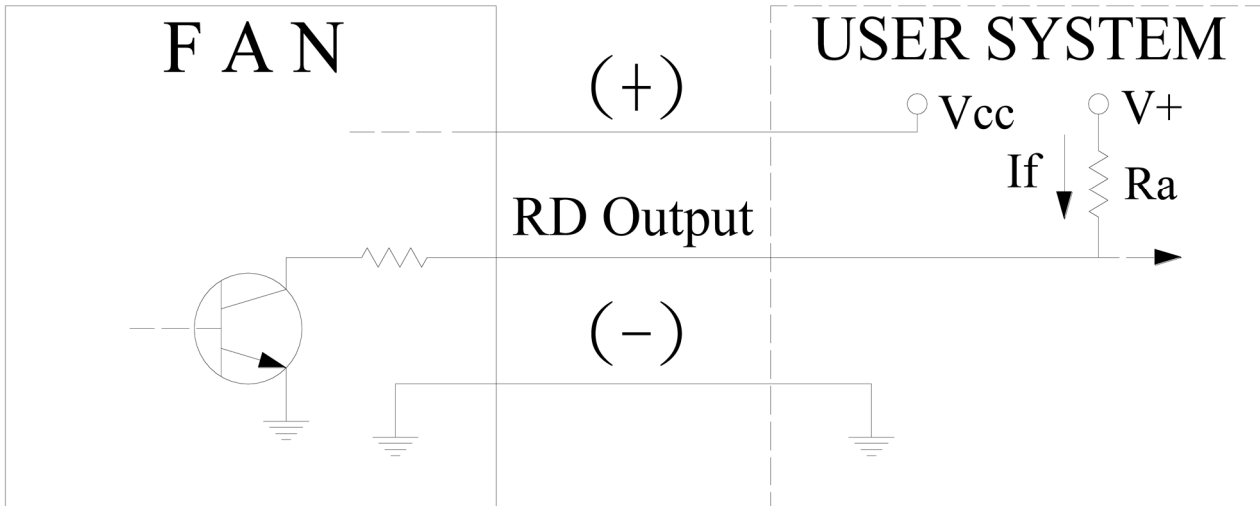 F A N
USER SYSTEM
(+)
Vcc
V+
If
Ra
RD Output
(-)